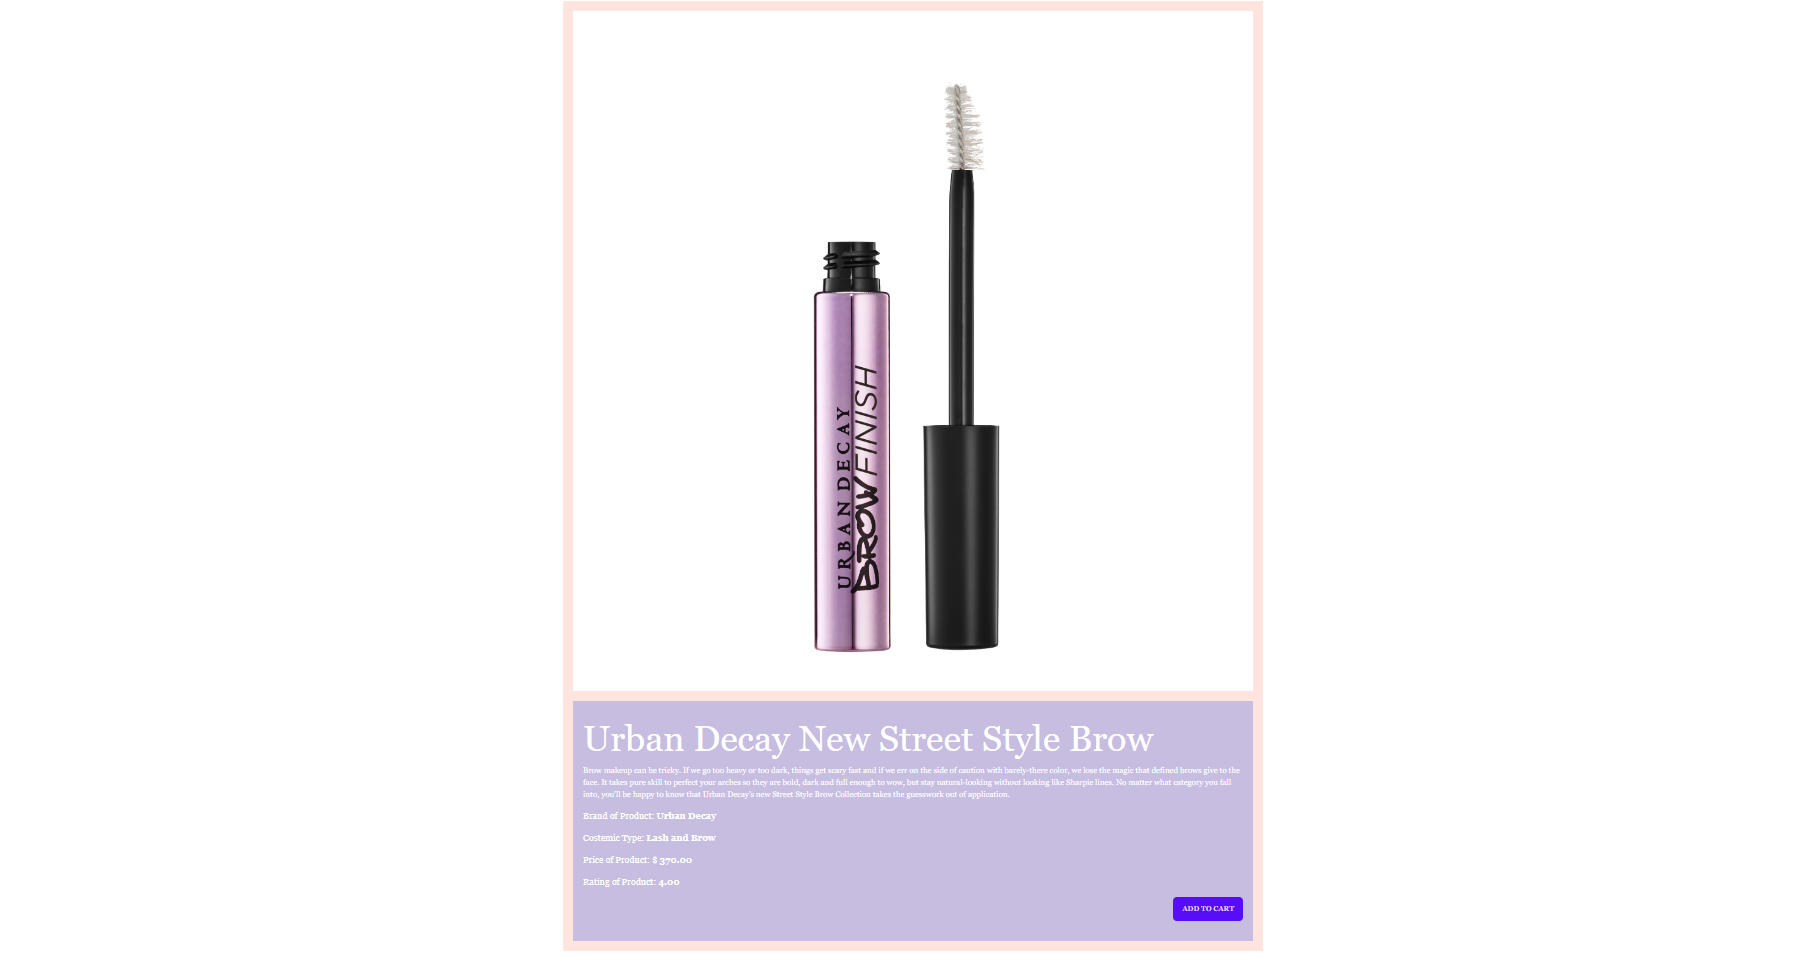 URBAN DECAY
BROWFINISH
Urban Decay New Street Style Brow
Brow makeup can be tricky. If we go too heavy or too dark, things get scary fast and if we err on the side of caution with barely-there color, we lose the magic that defined brows give to the
face. It takes pure skill to perfect your arches so they are bold, dark and full enough to wow, but stay natural-looking without looking like Sharpie lines. No matter what category you fall
into, you'll be happy to know that Urban Decay's new Street Style Brow Collection takes the guesswork out of application.
Brand of Product: Urban Decay
Costemic Type: Lash and Brow
Price of Product: $ 370.00
Rating of Product: 4.00
ADD TO CART